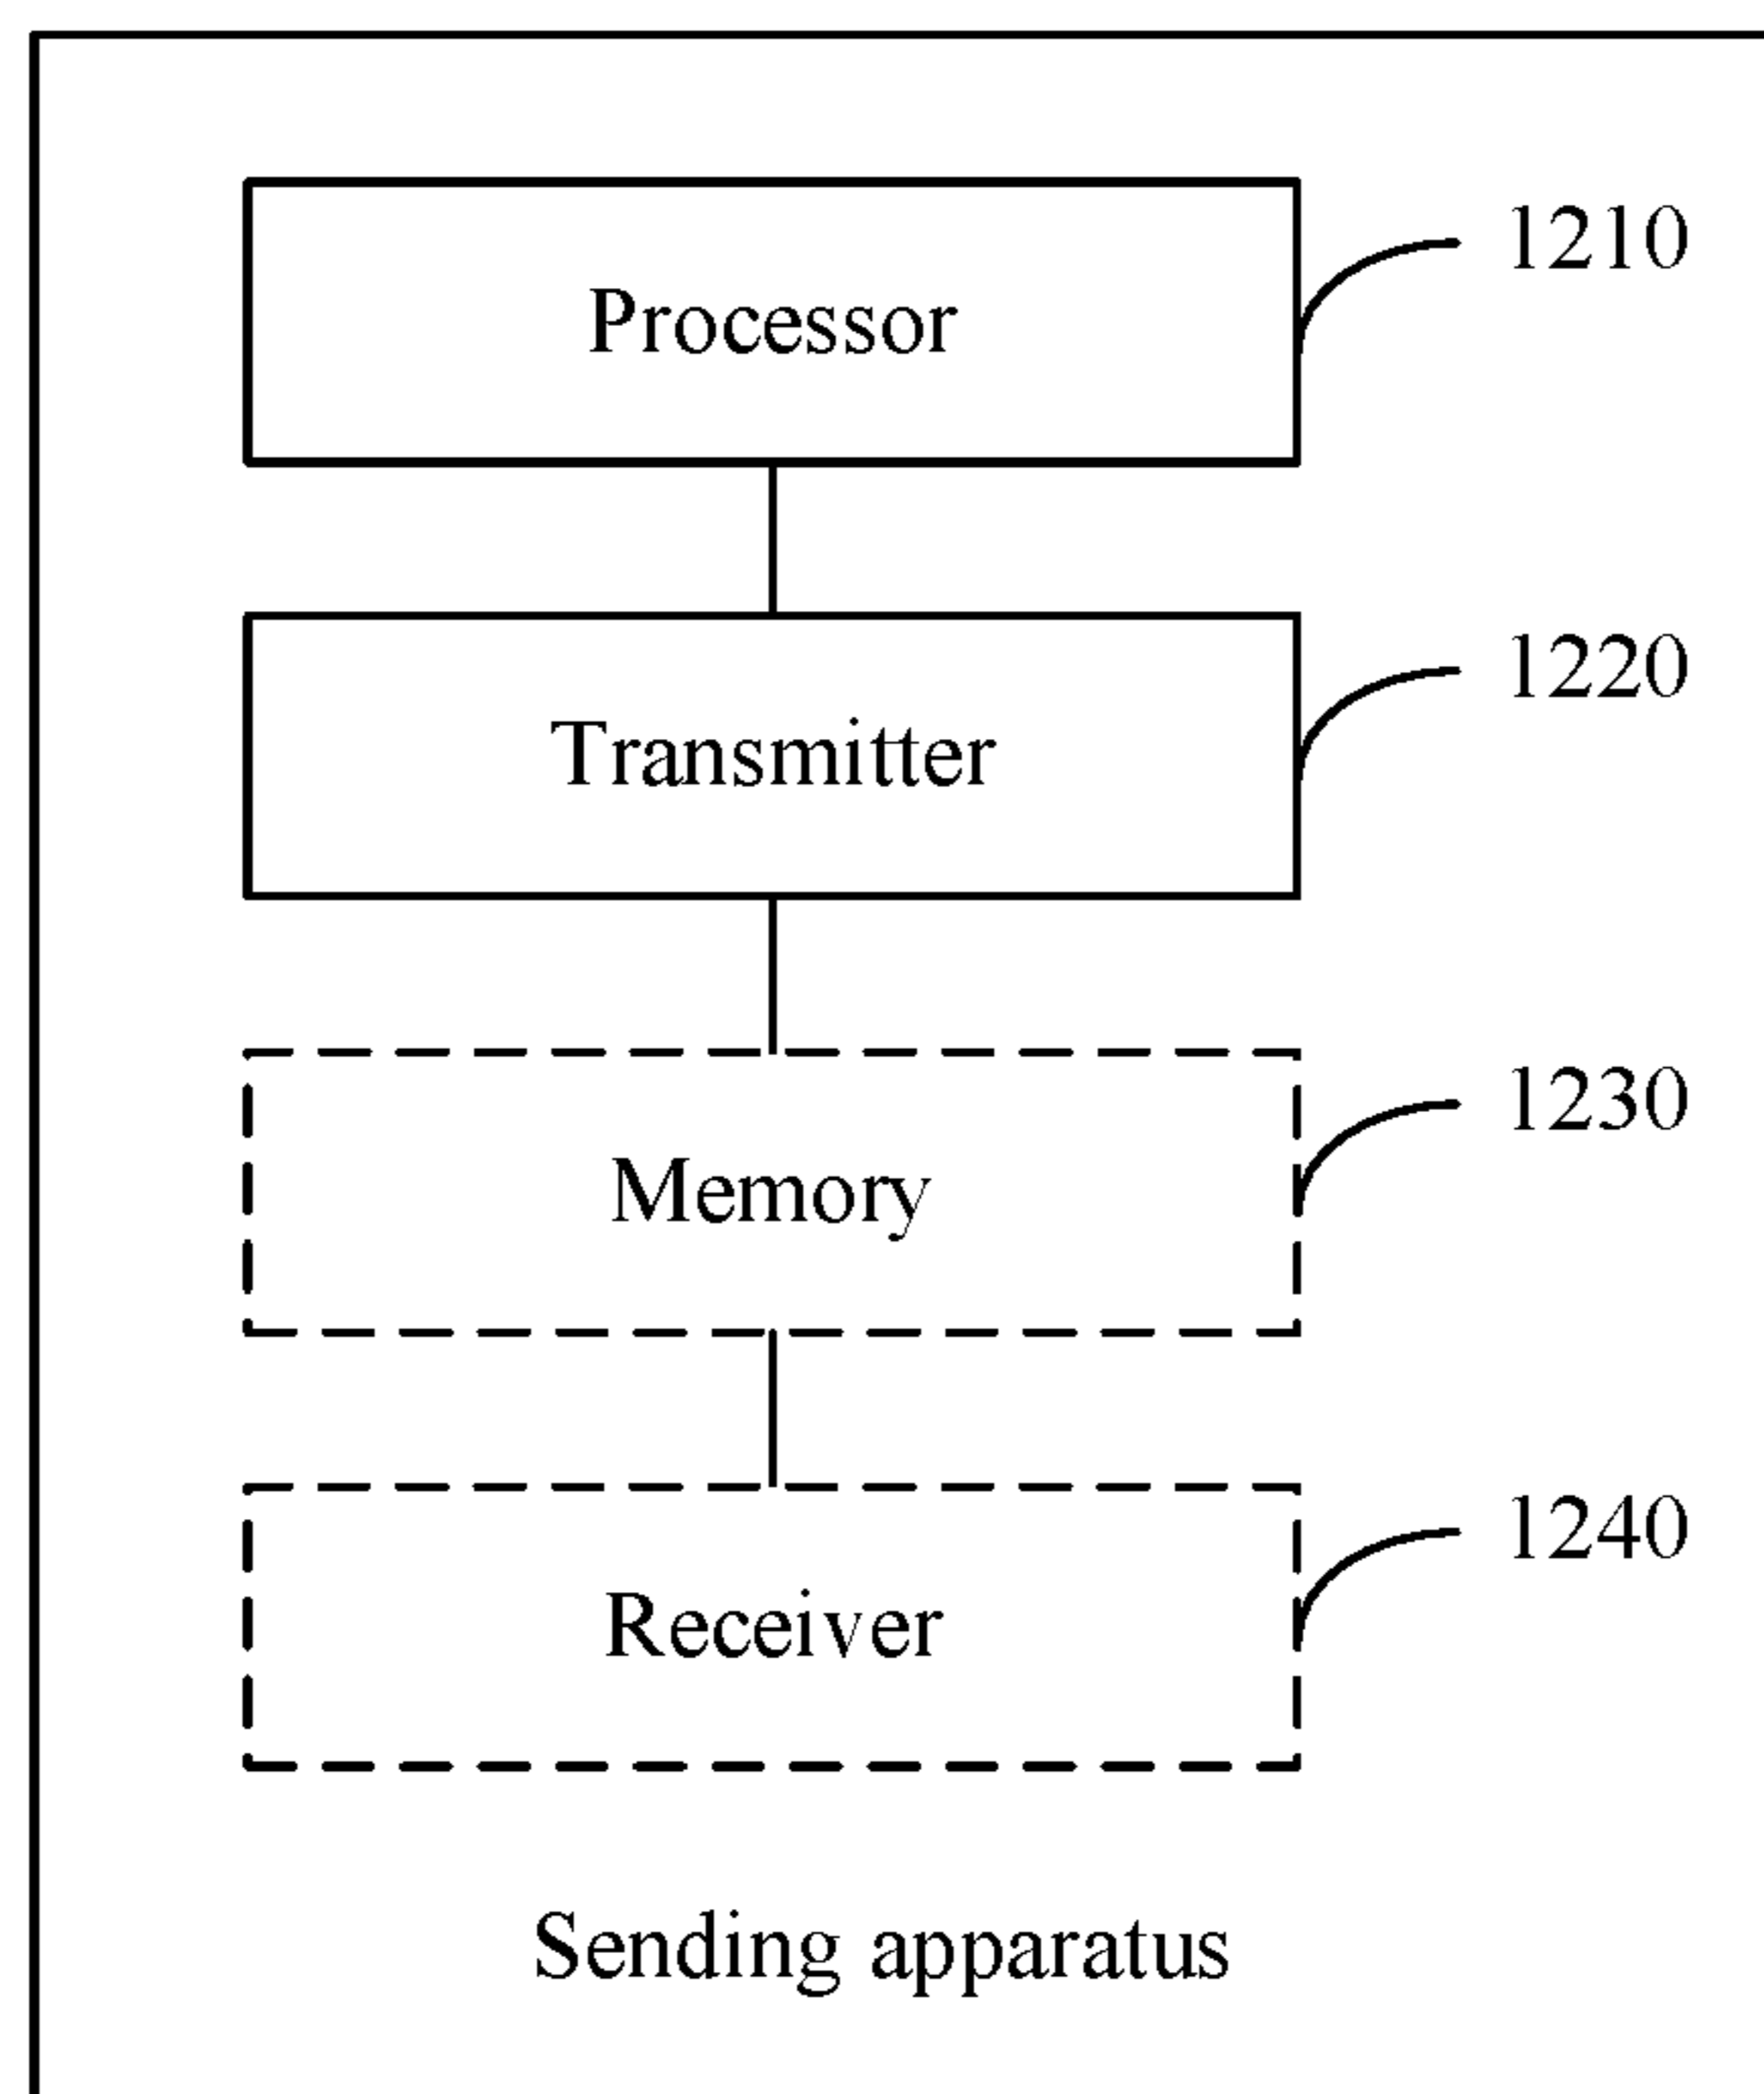 Processor 1210
Transmitter 1220
Memory 1230
Receiver 1240
Sending apparatus